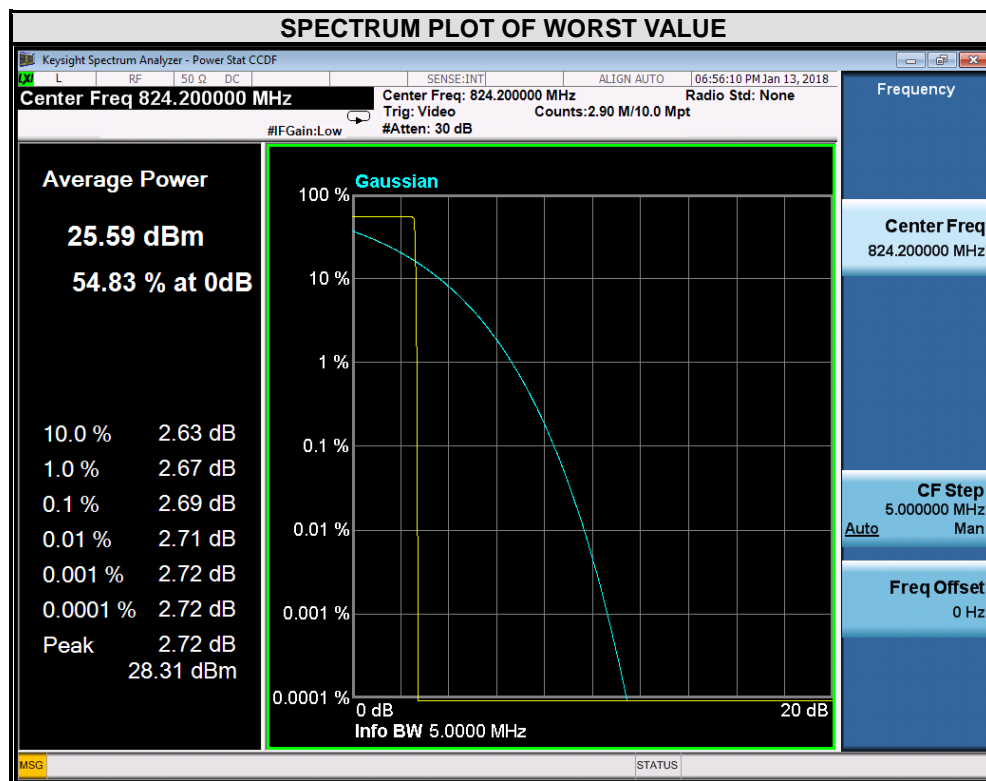 SPECTRUM PLOT OF WORST VALUE
Keysight Spectrum Analyzer - Power Stat CCDF
LXI L RF 50 Ω DC SENSE:INT ALIGN AUTO 06:56:10 PM Jan 13, 2018
Center Freq 824.200000 MHz
Center Freq: 824.200000 MHz Radio Std: None
Trig: Video Counts:2.90 M/10.0 Mpt
#IFGain:Low #Atten: 30 dB
Frequency
Average Power
25.59 dBm
54.83 % at 0dB
10.0 % 2.63 dB
1.0 % 2.67 dB
0.1 % 2.69 dB
0.01 % 2.71 dB
0.001 % 2.72 dB
0.0001 % 2.72 dB
Peak 2.72 dB
28.31 dBm
Gaussian
100 %
10 %
1 %
0.1 %
0.01 %
0.001 %
0.0001 %
0 dB 20 dB
Info BW 5.0000 MHz
Center Freq
824.200000 MHz
CF Step
5.000000 MHz
Auto Man
Freq Offset
0 Hz
MSG STATUS